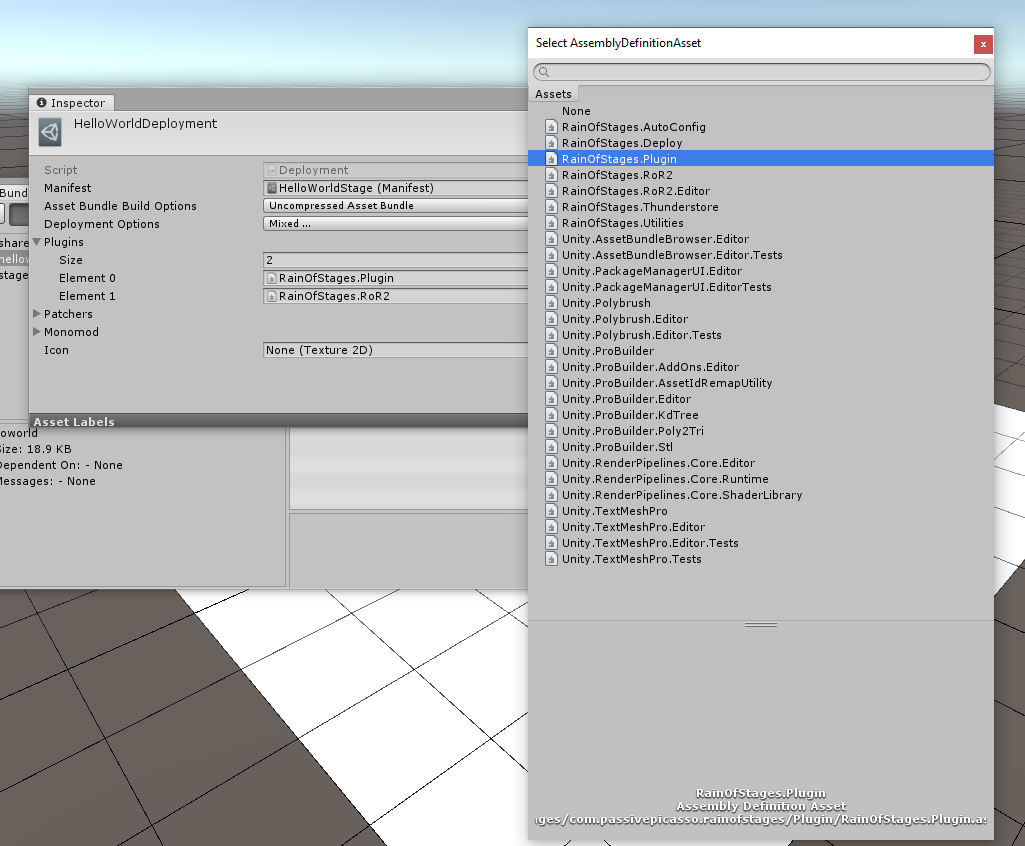 Inspector
HelloWorldDeployment
Script Deployment
Manifest HelloWorldStage (Manifest)
Asset Bundle Build Options Uncompressed Asset Bundle
Deployment Options Mixed ...
Plugins
Size 2
Element 0 RainOfStages.Plugin
Element 1 RainOfStages.RoR2
Patchers
Monomod
Icon None (Texture 2D)
Asset Labels
Bund
share
hello
stage
oworld
Size: 18.9 KB
Dependent On: - None
Messages: - None
Select AssemblyDefinitionAsset
x
Assets
None
RainOfStages.AutoConfig
RainOfStages.Deploy
RainOfStages.Plugin
RainOfStages.RoR2
RainOfStages.RoR2.Editor
RainOfStages.Thunderstore
RainOfStages.Utilities
Unity.AssetBundleBrowser.Editor
Unity.AssetBundleBrowser.Editor.Tests
Unity.PackageManagerUI.Editor
Unity.PackageManagerUI.EditorTests
Unity.Polybrush
Unity.Polybrush.Editor
Unity.Polybrush.Editor.Tests
Unity.ProBuilder
Unity.ProBuilder.AddOns.Editor
Unity.ProBuilder.AssetIdRemapUtility
Unity.ProBuilder.Editor
Unity.ProBuilder.KdTree
Unity.ProBuilder.Poly2Tri
Unity.ProBuilder.Stl
Unity.RenderPipelines.Core.Editor
Unity.RenderPipelines.Core.Runtime
Unity.RenderPipelines.Core.ShaderLibrary
Unity.TextMeshPro
Unity.TextMeshPro.Editor
Unity.TextMeshPro.Editor.Tests
Unity.TextMeshPro.Tests
RainOfStages.Plugin
Assembly Definition Asset
ages/com.passivepicasso.rainofstages/Plugin/RainOfStages.Plugin.as